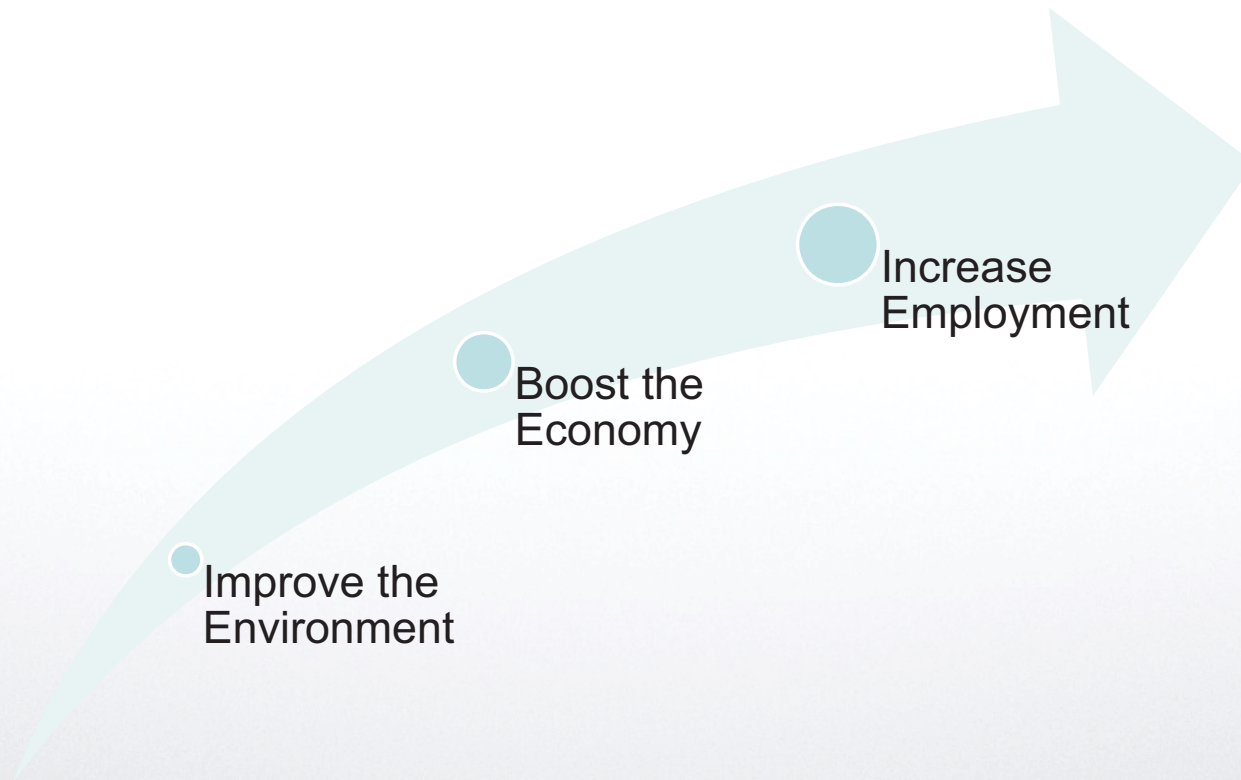 Increase
Employment
Boost the
Economy
Improve the
Environment